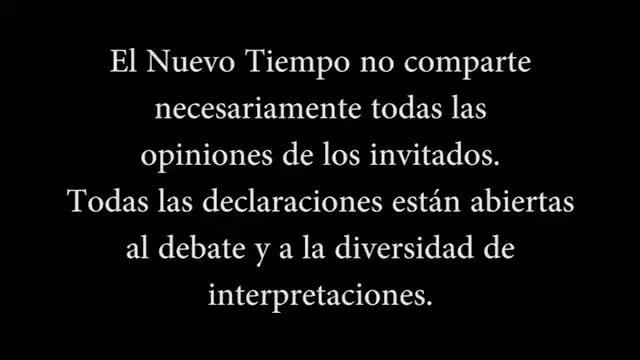 El Nuevo Tiempo no comparte
necesariamente todas las
opiniones de los invitados.
Todas las declaraciones están abiertas
al debate y a la diversidad de
interpretaciones.